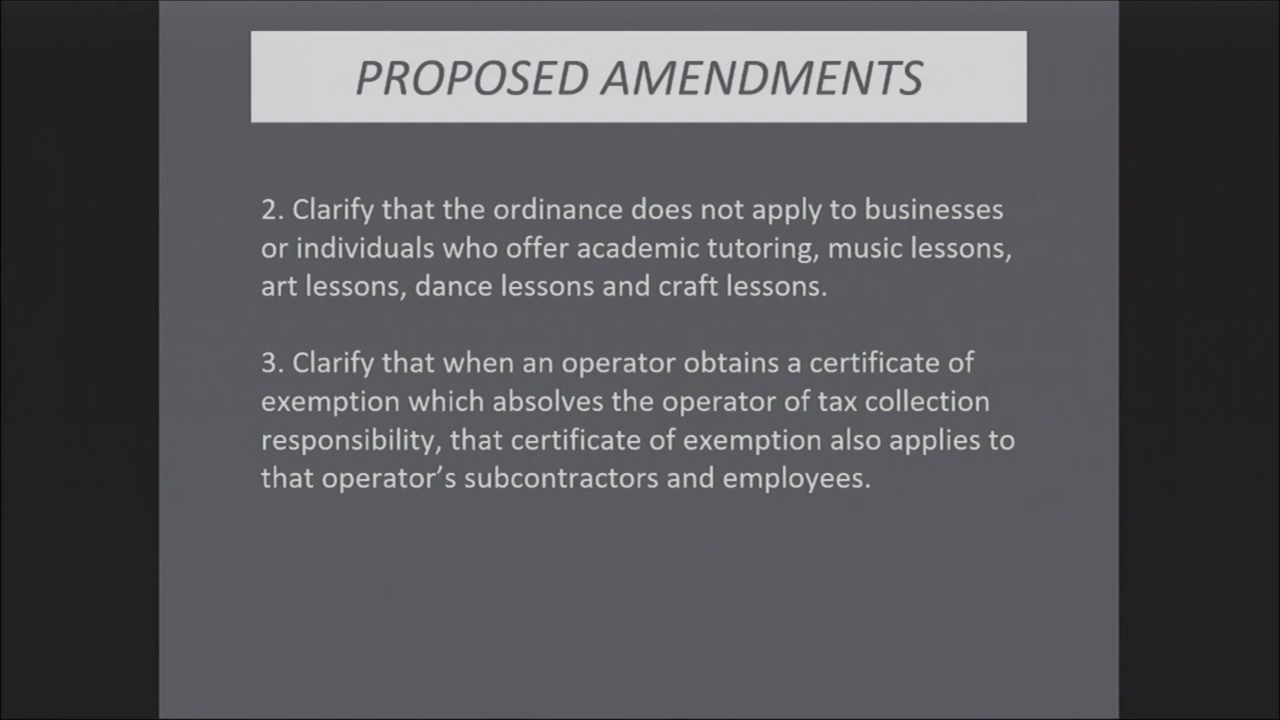 PROPOSED AMENDMENTS
2. Clarify that the ordinance does not apply to businesses
or individuals who offer academic tutoring, music lessons,
art lessons, dance lessons and craft lessons.
3. Clarify that when an operator obtains a certificate of
exemption which absolves the operator of tax collection
responsibility, that certificate of exemption also applies to
that operator’s subcontractors and employees.